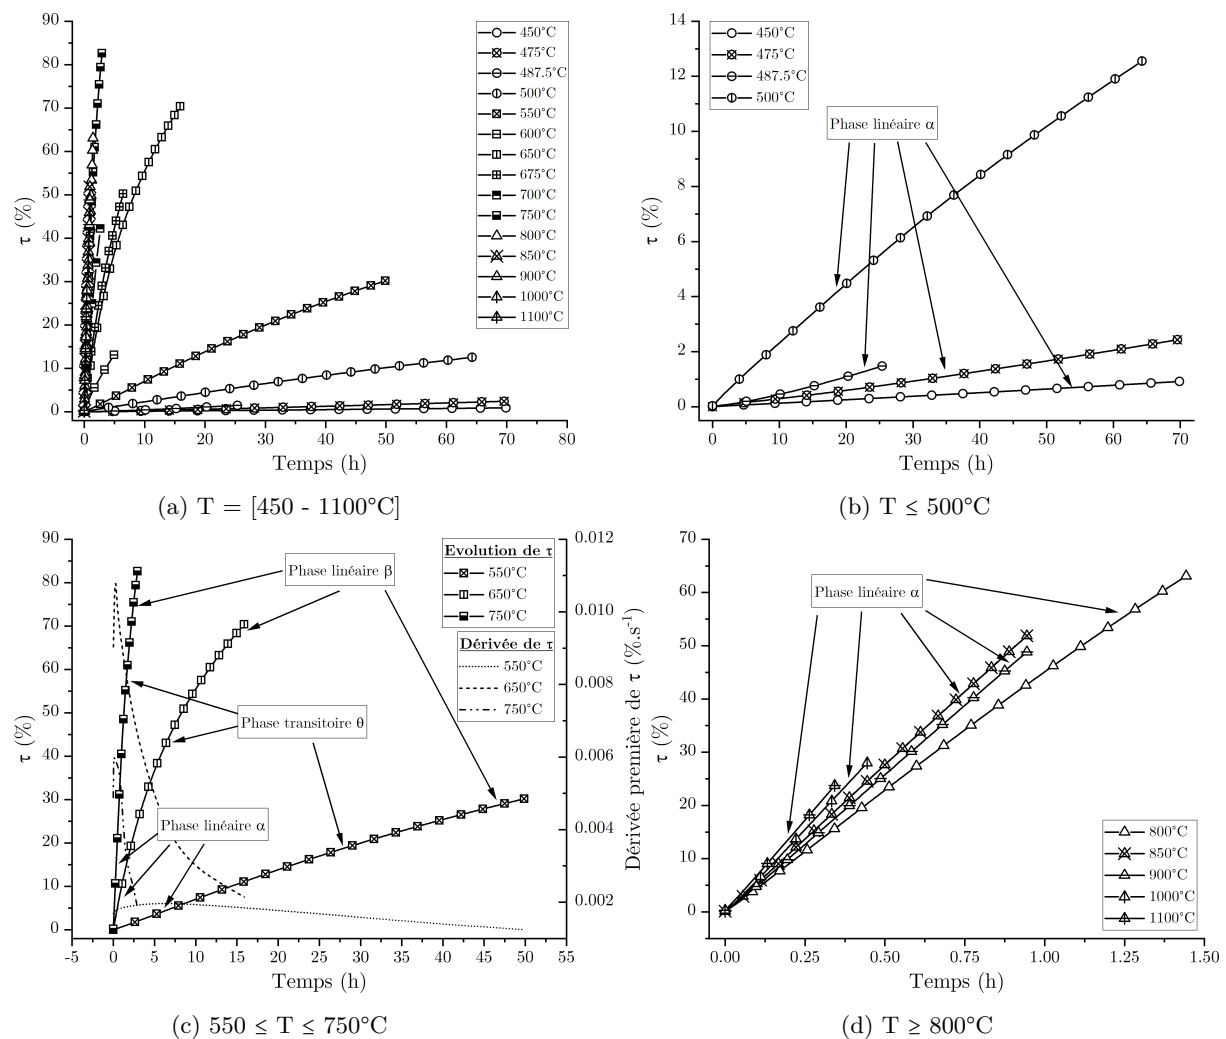 90
80
70
60
50
40
30
20
10
0
τ (%)
0 10 20 30 40 50 60 70 80
Temps (h)
450°C
475°C
487.5°C
500°C
550°C
600°C
650°C
675°C
700°C
750°C
800°C
850°C
900°C
1000°C
1100°C
(a) T = [450 - 1100°C]
14
12
10
8
6
4
2
0
τ (%)
0 10 20 30 40 50 60 70
Temps (h)
450°C
475°C
487.5°C
500°C
Phase linéaire α
(b) T ≤ 500°C
90
80
70
60
50
40
30
20
10
0
τ (%)
-5 0 5 10 15 20 25 30 35 40 45 50 55
Temps (h)
0.012
0.010
0.008
0.006
0.004
0.002
Dérivée première de τ (%.s⁻¹)
Evolution de τ
550°C
650°C
750°C
Dérivée de τ
550°C
650°C
750°C
Phase linéaire β
Phase transitoire θ
Phase linéaire α
(c) 550 ≤ T ≤ 750°C
70
60
50
40
30
20
10
0
τ (%)
0.00 0.25 0.50 0.75 1.00 1.25 1.50
Temps (h)
Phase linéaire α
800°C
850°C
900°C
1000°C
1100°C
(d) T ≥ 800°C